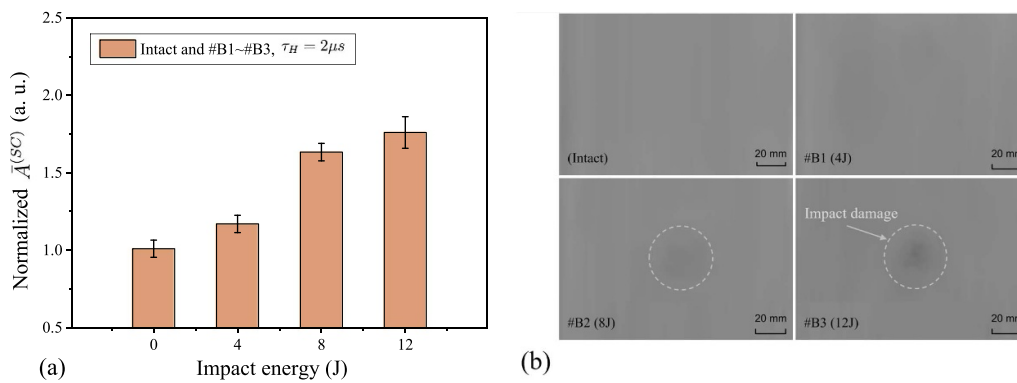 2.5
2.0
1.5
1.0
0.5
Normalized Ā^(SC) (a. u.)
Intact and #B1~#B3, τ_H = 2μs
0 4 8 12
Impact energy (J)
(a)
(Intact)
20 mm
#B1 (4J)
20 mm
#B2 (8J)
20 mm
Impact damage
#B3 (12J)
20 mm
(b)